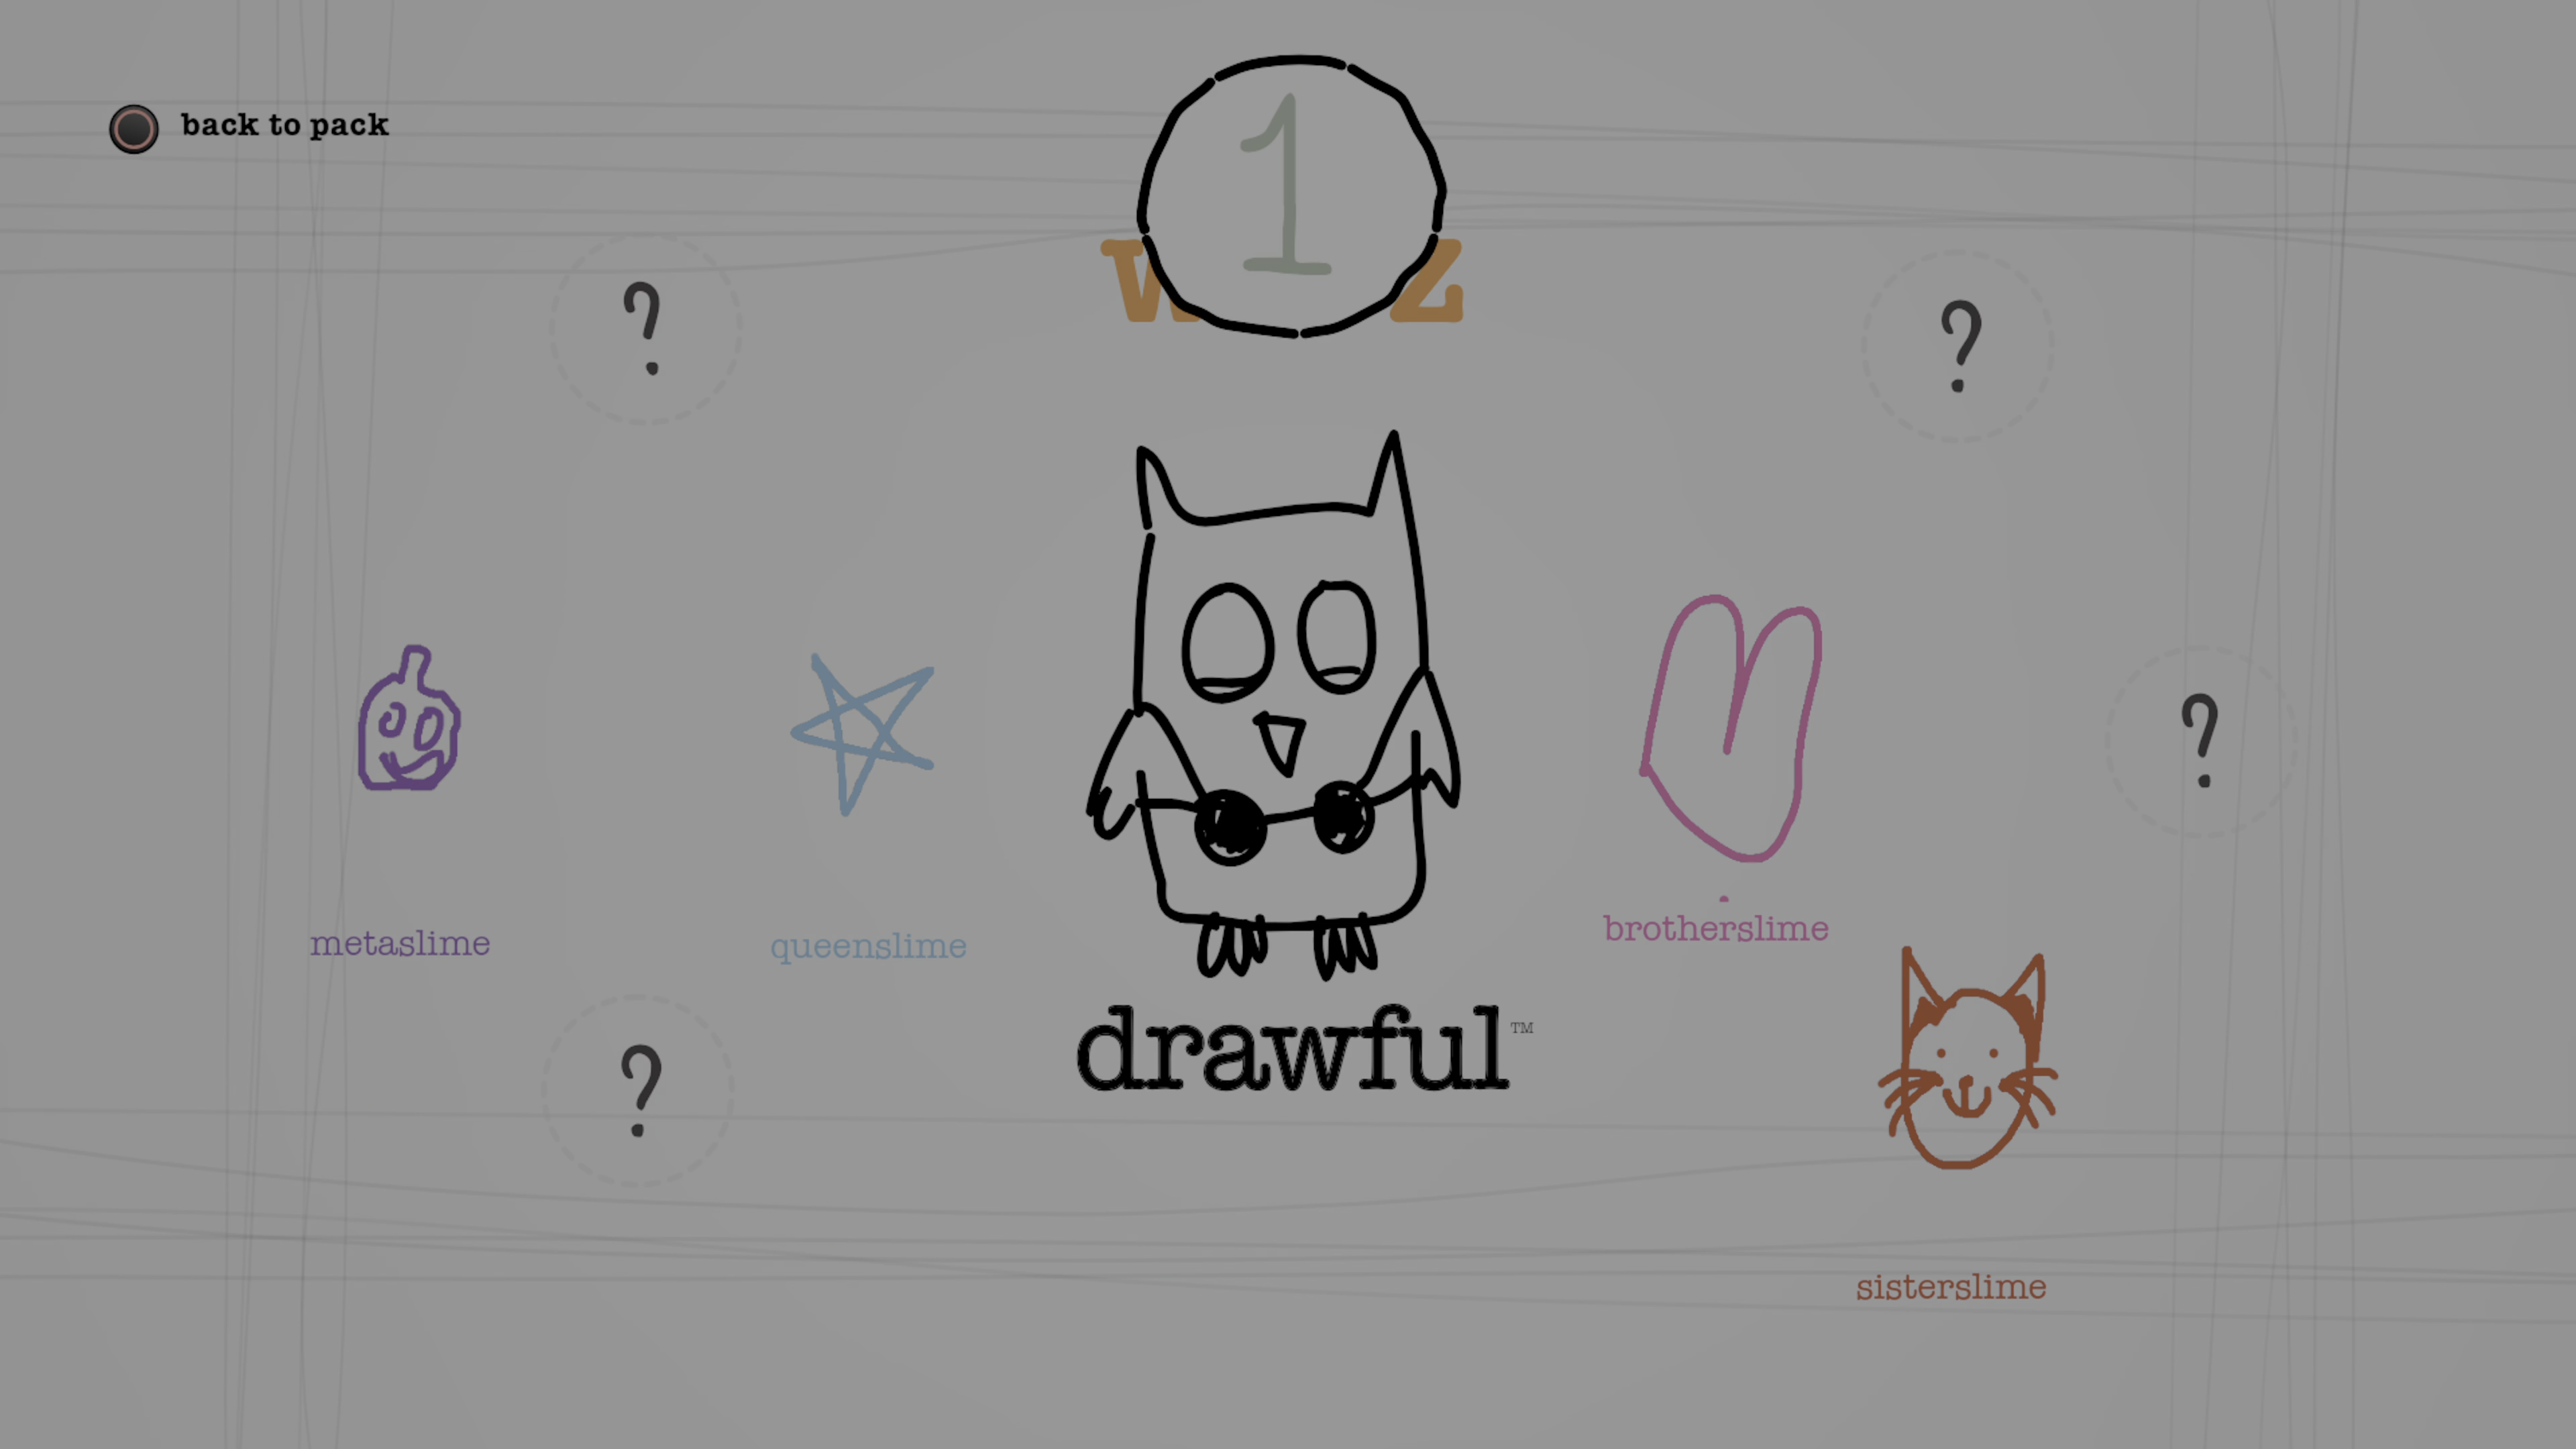 back to pack
1
W Z
?
?
?
metaslime
queenslime
brotherslime
drawful™
?
sisterslime